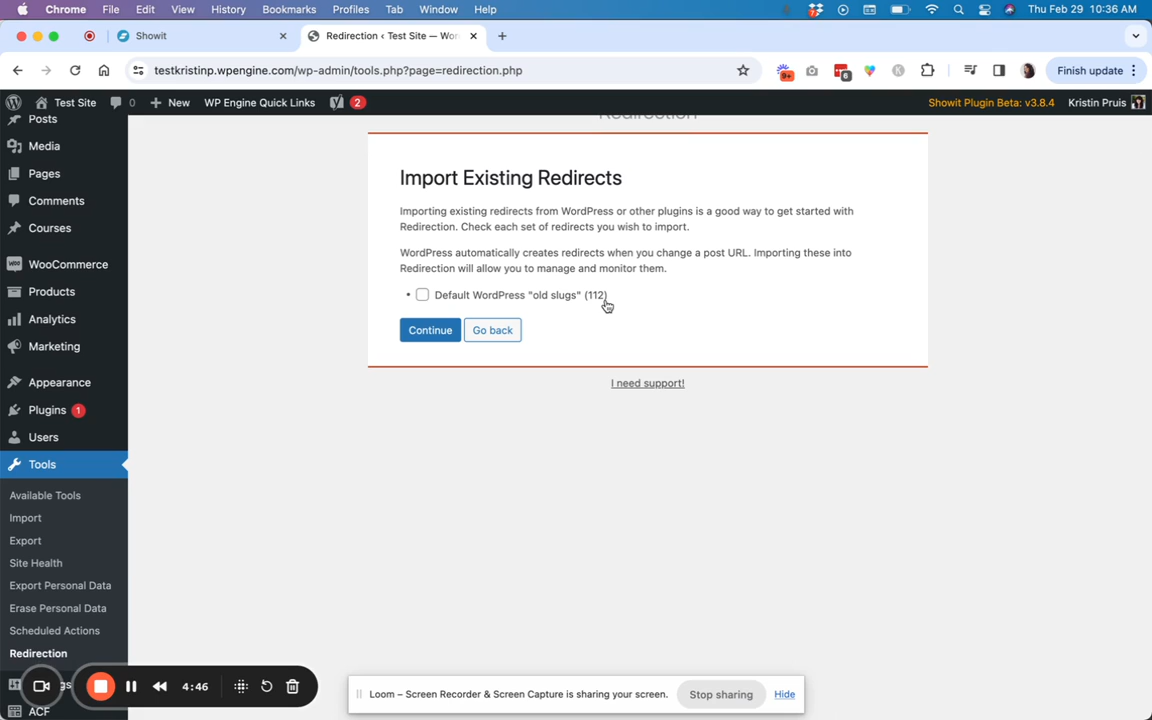 Chrome File Edit View History Bookmarks Profiles Tab Window Help Thu Feb 29 10:36 AM
Showit Redirection ‹ Test Site — Wor
testkristinp.wpengine.com/wp-admin/tools.php?page=redirection.php 9+ 6 Finish update
Test Site 0 New WP Engine Quick Links 2 Showit Plugin Beta: v3.8.4 Kristin Pruis
Posts
Media
Pages
Comments
Courses
WooCommerce
Products
Analytics
Marketing
Appearance
Plugins 1
Users
Tools
Available Tools
Import
Export
Site Health
Export Personal Data
Erase Personal Data
Scheduled Actions
Redirection
gs
ACF
Redirection
Import Existing Redirects
Importing existing redirects from WordPress or other plugins is a good way to get started with
Redirection. Check each set of redirects you wish to import.
WordPress automatically creates redirects when you change a post URL. Importing these into
Redirection will allow you to manage and monitor them.
• Default WordPress "old slugs" (112)
Continue Go back
I need support!
4:46
Loom – Screen Recorder & Screen Capture is sharing your screen. Stop sharing Hide